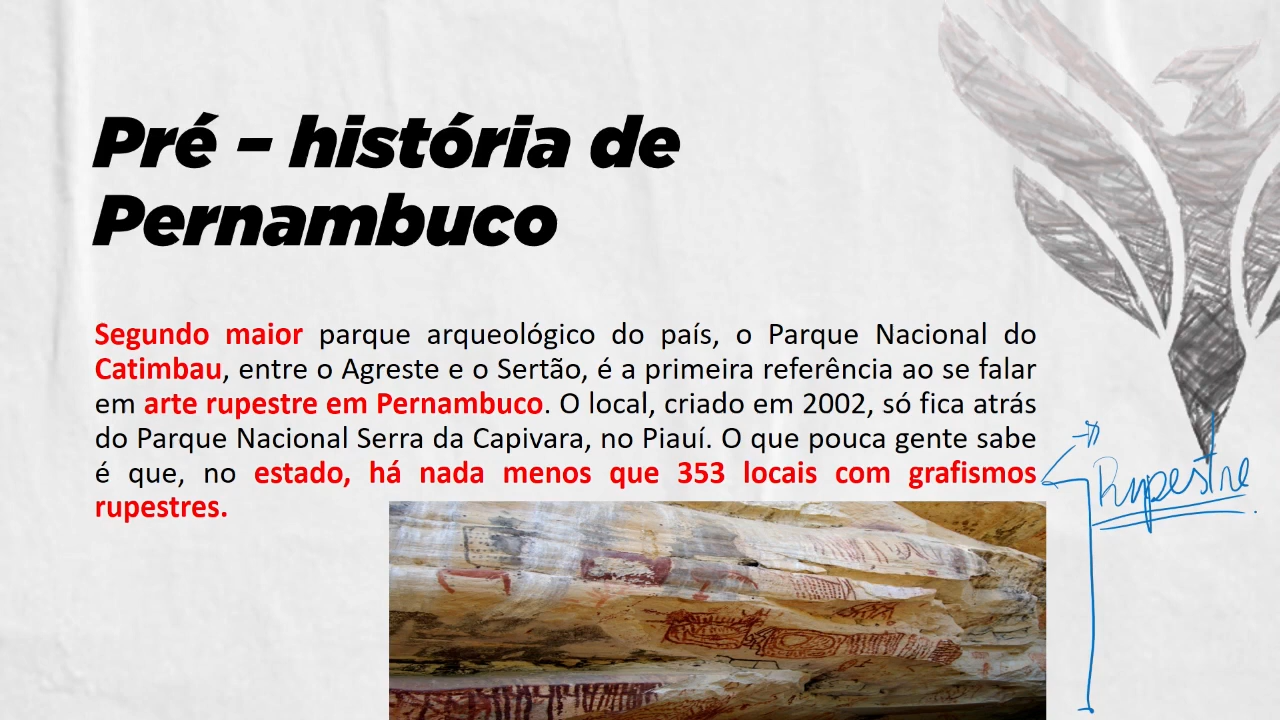 Pré – história de
Pernambuco
Segundo maior parque arqueológico do país, o Parque Nacional do
Catimbau, entre o Agreste e o Sertão, é a primeira referência ao se falar
em arte rupestre em Pernambuco. O local, criado em 2002, só fica atrás
do Parque Nacional Serra da Capivara, no Piauí. O que pouca gente sabe
é que, no estado, há nada menos que 353 locais com grafismos
rupestres.
Rupestre